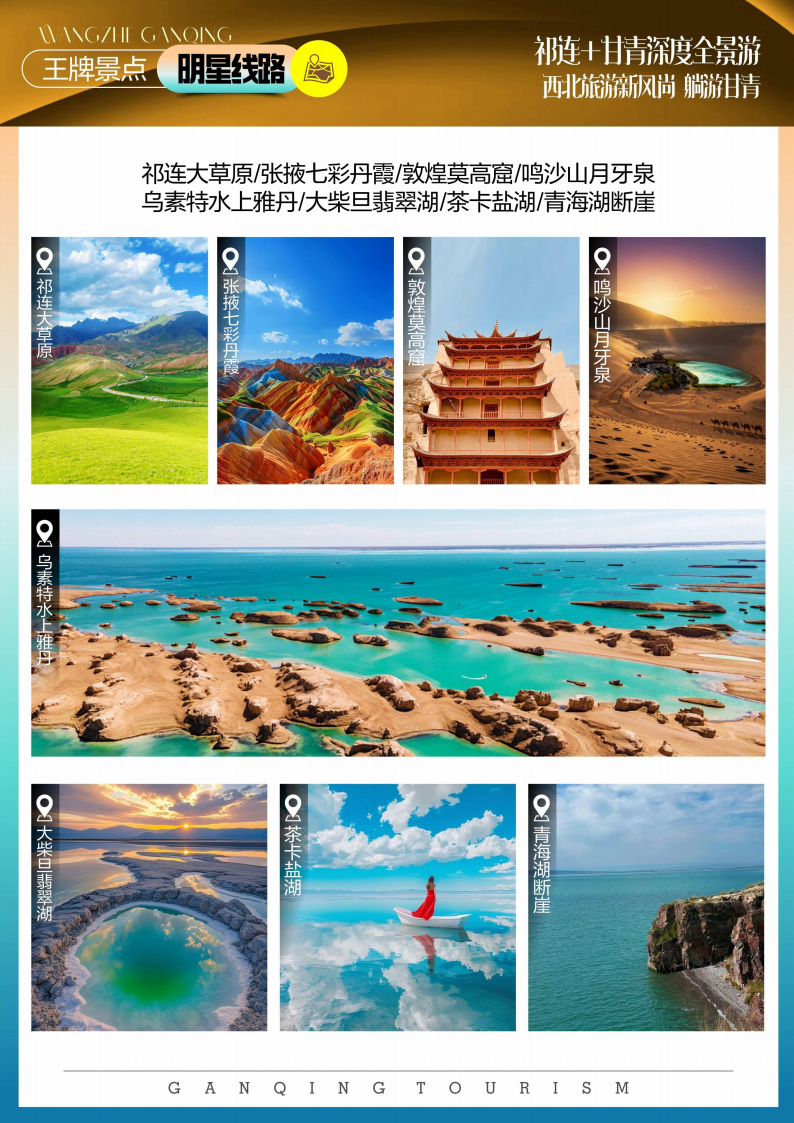 WANGZHE GANQING
王牌景点 明星线路
祁连+甘青深度全景游
西北旅游新风尚 躺游甘青
祁连大草原/张掖七彩丹霞/敦煌莫高窟/鸣沙山月牙泉
乌素特水上雅丹/大柴旦翡翠湖/茶卡盐湖/青海湖断崖
祁连大草原
张掖七彩丹霞
敦煌莫高窟
鸣沙山月牙泉
乌素特水上雅丹
大柴旦翡翠湖
茶卡盐湖
青海湖断崖
GANQING TOURISM